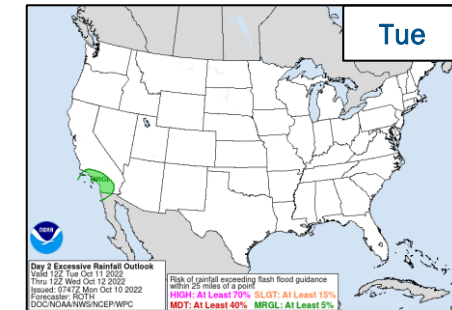 Tue
MRGL
NOAA
Day 2 Excessive Rainfall Outlook
Valid 12Z Tue Oct 11 2022
Thru 12Z Wed Oct 12 2022
Issued: 0747Z Mon Oct 10 2022
Forecaster: ROTH
DOC/NOAA/NWS/NCEP/WPC
Risk of rainfall exceeding flash flood guidance
within 25 miles of a point
HIGH: At Least 70% SLGT: At Least 15%
MDT: At Least 40% MRGL: At Least 5%